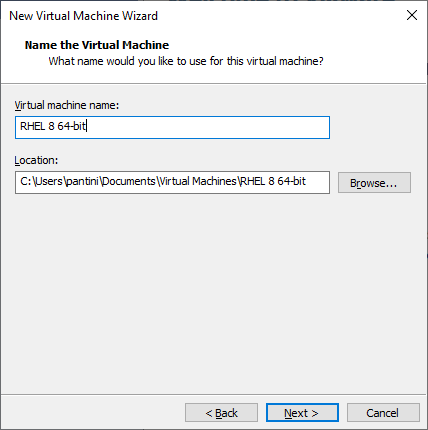 New Virtual Machine Wizard
Name the Virtual Machine
What name would you like to use for this virtual machine?
Virtual machine name:
RHEL 8 64-bit
Location:
C:\Users\pantini\Documents\Virtual Machines\RHEL 8 64-bit
Browse...
< Back
Next >
Cancel